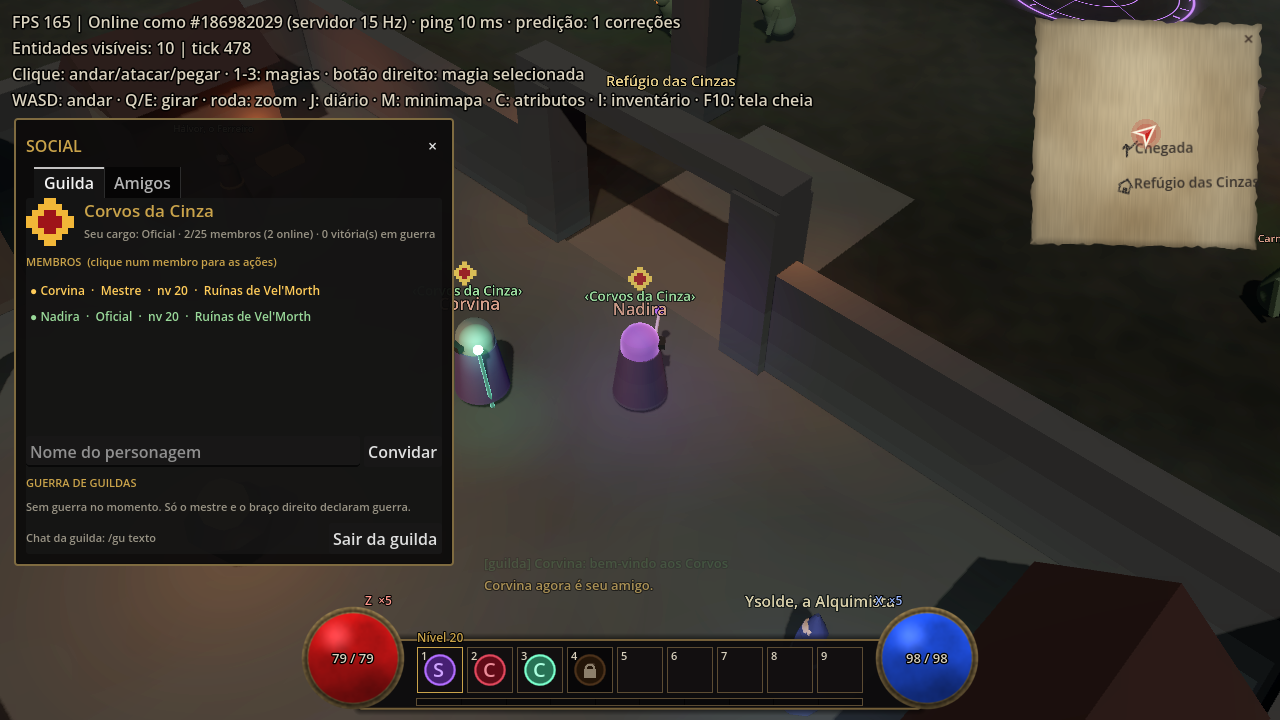 FPS 165 | Online como #186982029 (servidor 15 Hz) · ping 10 ms · predição: 1 correções
Entidades visíveis: 10 | tick 478
Clique: andar/atacar/pegar · 1-3: magias · botão direito: magia selecionada
WASD: andar · Q/E: girar · roda: zoom · J: diário · M: minimapa · C: atributos · I: inventário · F10: tela cheia
Refúgio das Cinzas
×
Chegada
Refúgio das Cinzas
SOCIAL
×
Guilda
Amigos
Corvos da Cinza
Seu cargo: Oficial · 2/25 membros (2 online) · 0 vitória(s) em guerra
MEMBROS (clique num membro para as ações)
● Corvina · Mestre · nv 20 · Ruínas de Vel'Morth
● Nadira · Oficial · nv 20 · Ruínas de Vel'Morth
Nome do personagem
Convidar
GUERRA DE GUILDAS
Sem guerra no momento. Só o mestre e o braço direito declaram guerra.
Chat da guilda: /gu texto
Sair da guilda
s da Cinza›
orvina
‹Corvos da Cinza›
Nadira
[guilda] Corvina: bem-vindo aos Corvos
Corvina agora é seu amigo.
Ysolde, a Alquimista
Z ×5
×5
Nível 20
79 / 79
1 S
2 C
3 C
4
5
6
7
8
9
98 / 98